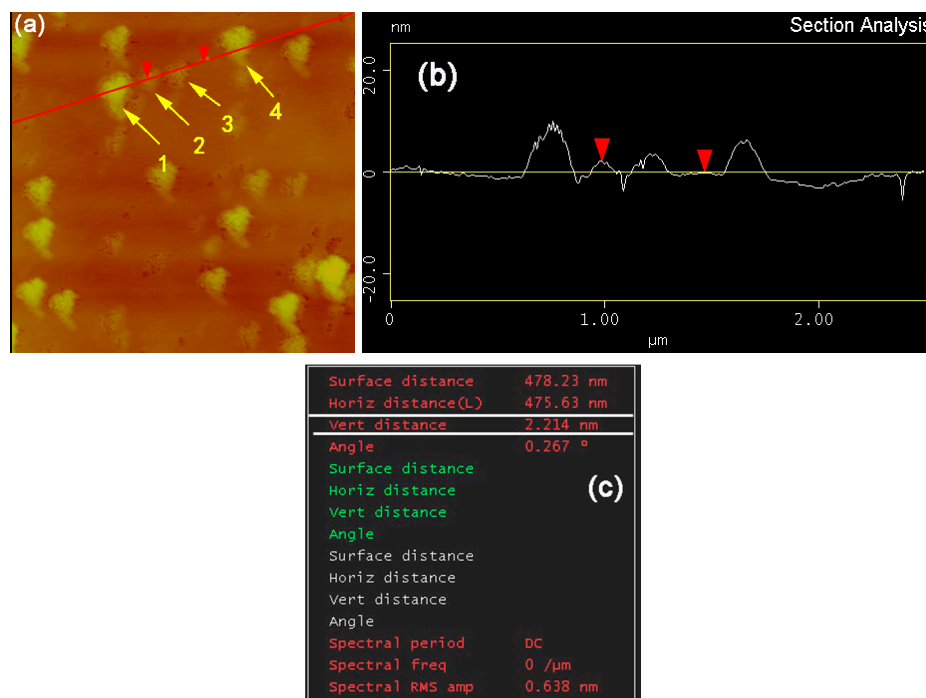 (a)
1
2
3
4
nm
Section Analysis
(b)
20.0
0
-20.0
0
1.00
2.00
µm
Surface distance 478.23 nm
Horiz distance(L) 475.63 nm
Vert distance 2.214 nm
Angle 0.267 °
Surface distance
Horiz distance
(c)
Vert distance
Angle
Surface distance
Horiz distance
Vert distance
Angle
Spectral period DC
Spectral freq 0 /µm
Spectral RMS amp 0.638 nm